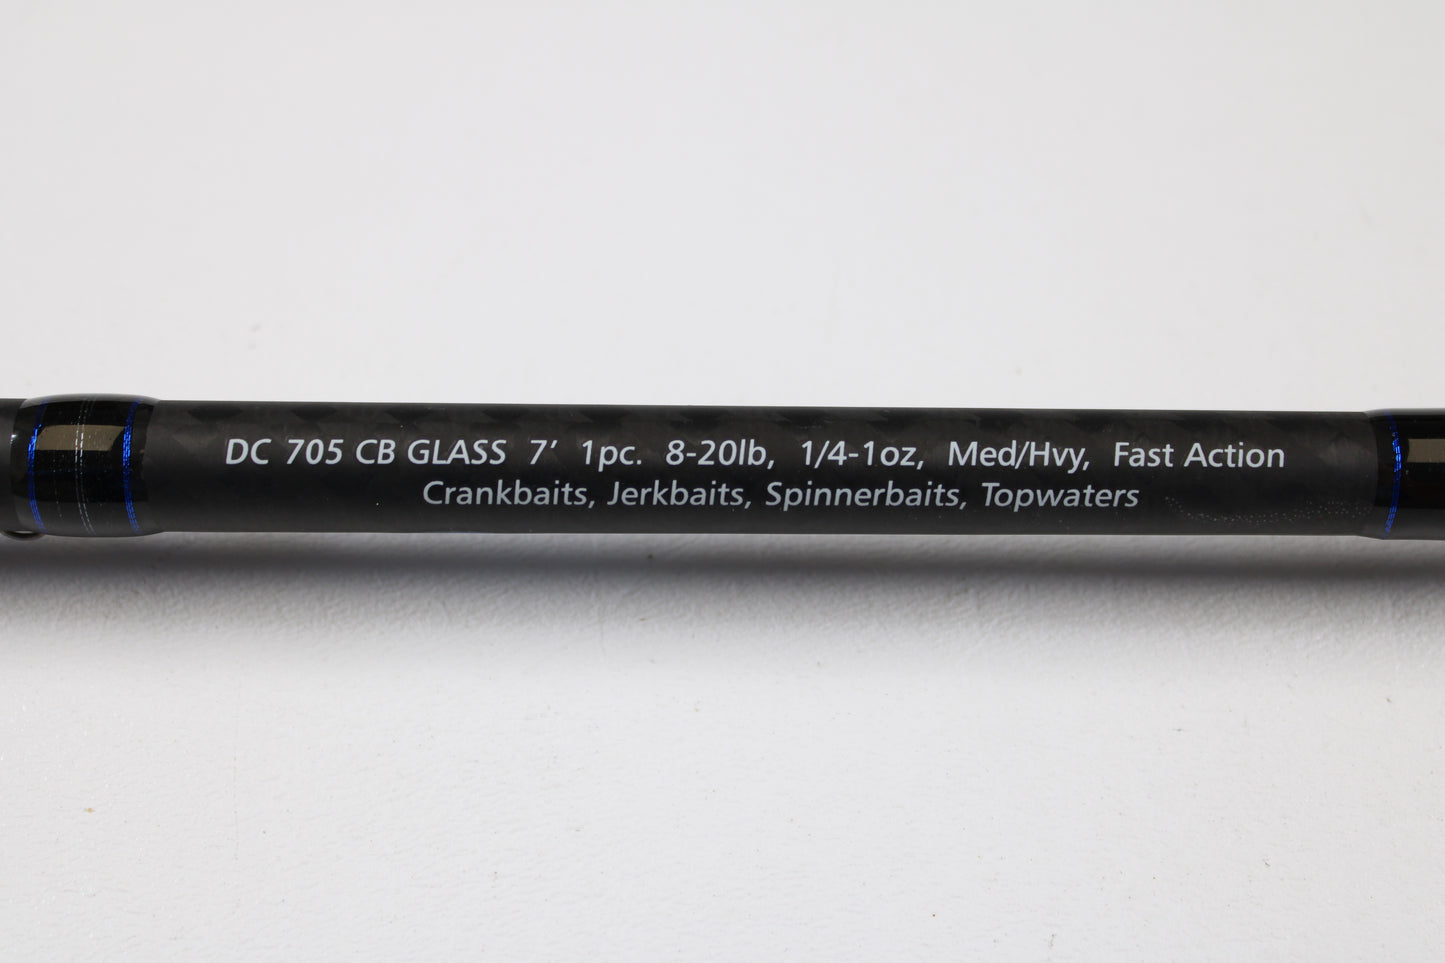 DC 705 CB GLASS 7’ 1pc. 8-20lb, 1/4-1oz, Med/Hvy, Fast Action
Crankbaits, Jerkbaits, Spinnerbaits, Topwaters